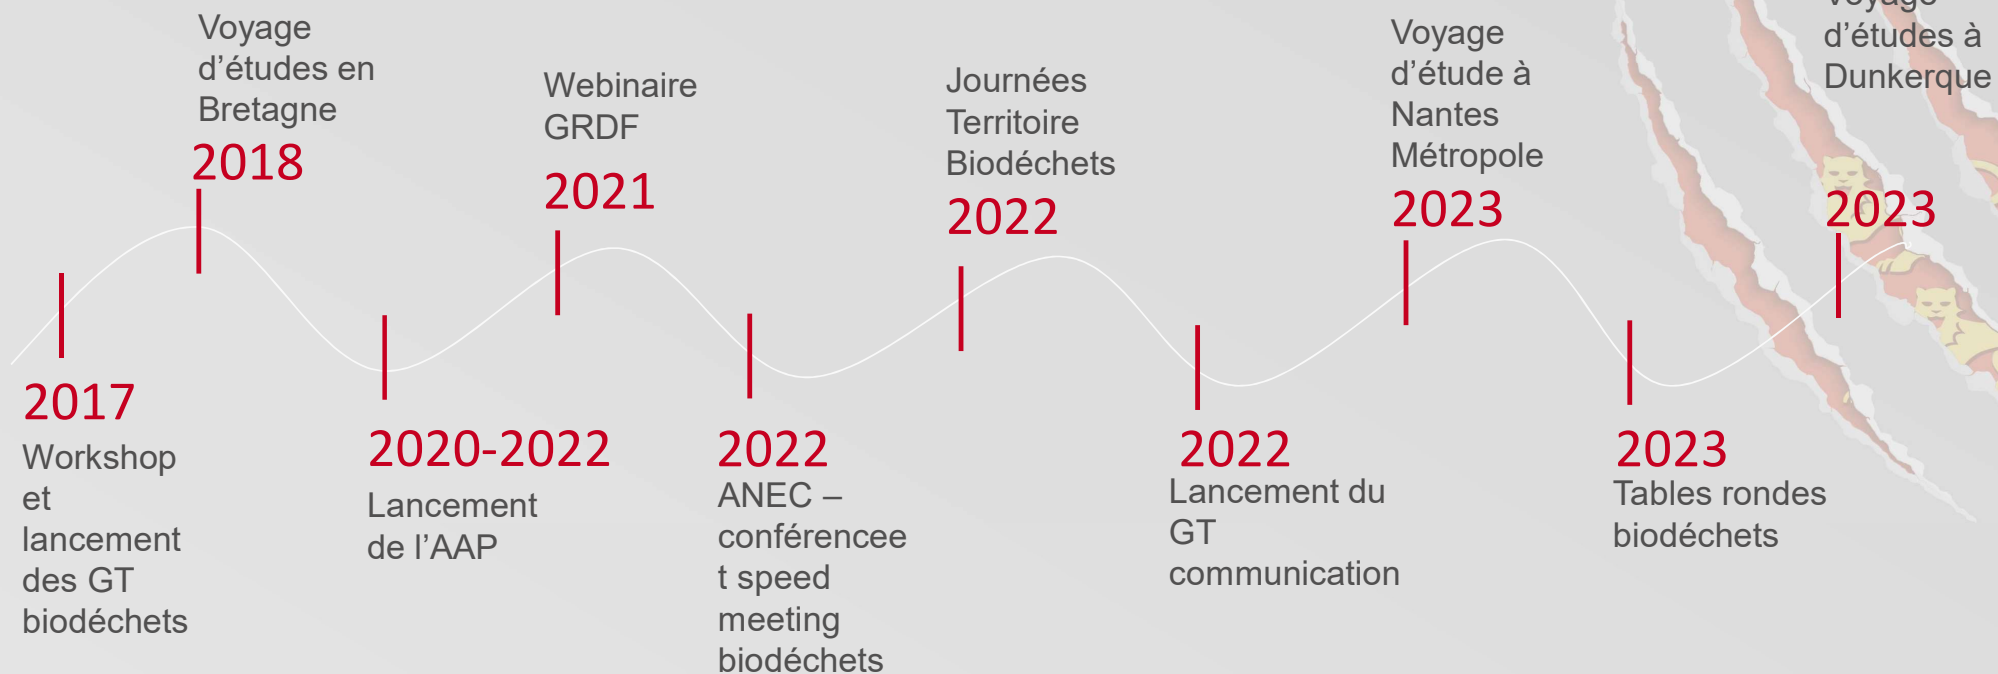 Voyage
d’études en
Bretagne
2018
Webinaire
GRDF
2021
Journées
Territoire
Biodéchets
2022
Voyage
d’étude à
Nantes
Métropole
2023
Voyage
d’études à
Dunkerque
2023
2017
Workshop
et
lancement
des GT
biodéchets
2020-2022
Lancement
de l’AAP
2022
ANEC –
conférencee
t speed
meeting
biodéchets
2022
Lancement du
GT
communication
2023
Tables rondes
biodéchets